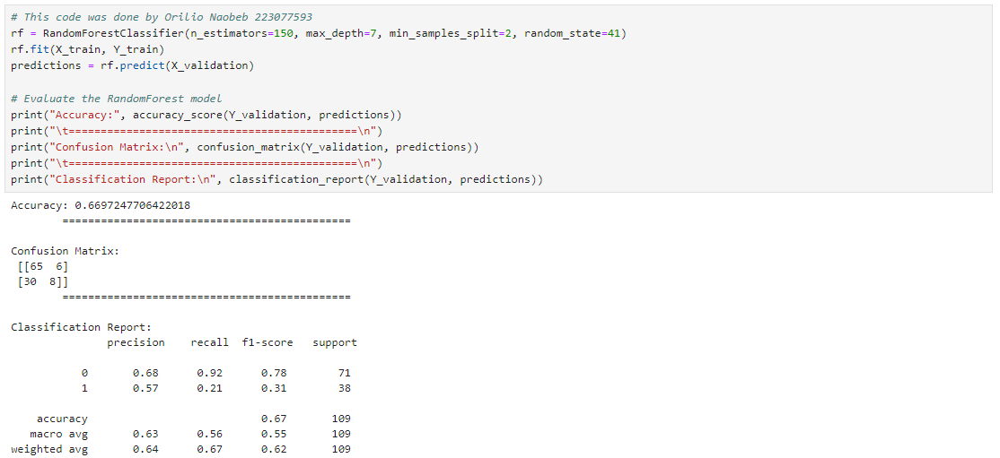 # This code was done by Orilio Naobeb 223077593
rf = RandomForestClassifier(n_estimators=150, max_depth=7, min_samples_split=2, random_state=41)
rf.fit(X_train, Y_train)
predictions = rf.predict(X_validation)

# Evaluate the RandomForest model
print("Accuracy:", accuracy_score(Y_validation, predictions))
print("\t=============================================\n")
print("Confusion Matrix:\n", confusion_matrix(Y_validation, predictions))
print("\t=============================================\n")
print("Classification Report:\n", classification_report(Y_validation, predictions))
Accuracy: 0.6697247706422018
        =============================================

Confusion Matrix:
 [[65  6]
 [30  8]]
        =============================================

Classification Report:
               precision    recall  f1-score   support

           0       0.68      0.92      0.78        71
           1       0.57      0.21      0.31        38

    accuracy                           0.67       109
   macro avg       0.63      0.56      0.55       109
weighted avg       0.64      0.67      0.62       109